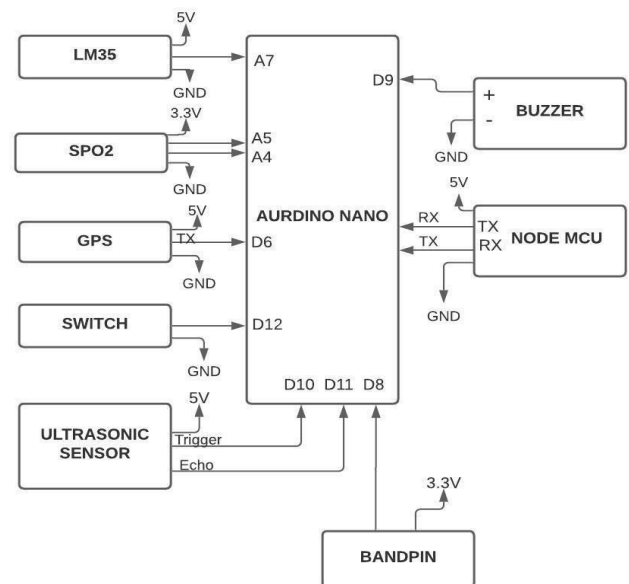 5V
LM35
A7
GND
3.3V
SPO2
A5
A4
GND
5V
GPS
TX
D6
GND
SWITCH
D12
GND
5V
ULTRASONIC
SENSOR
Trigger
Echo
AURDINO NANO
D9
RX
TX
D10 D11 D8
+
-
BUZZER
GND
5V
TX
RX
NODE MCU
GND
3.3V
BANDPIN